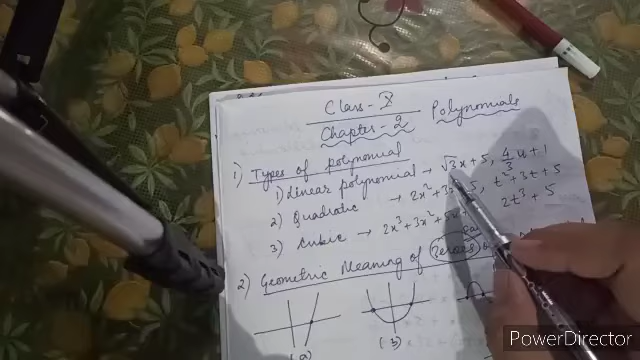 Class - X
Chapter - 2 Polynomials
1) Types of polynomial
1) Linear polynomial → √3x + 5, 4/3 u + 1
2) Quadratic → 2x² + 3x + 5, t² + 3t + 5
3) Cubic → 2x³ + 3x² + 5x + 2t³ + 5
2) Geometric Meaning of Zeroes
(a) (b)
PowerDirector